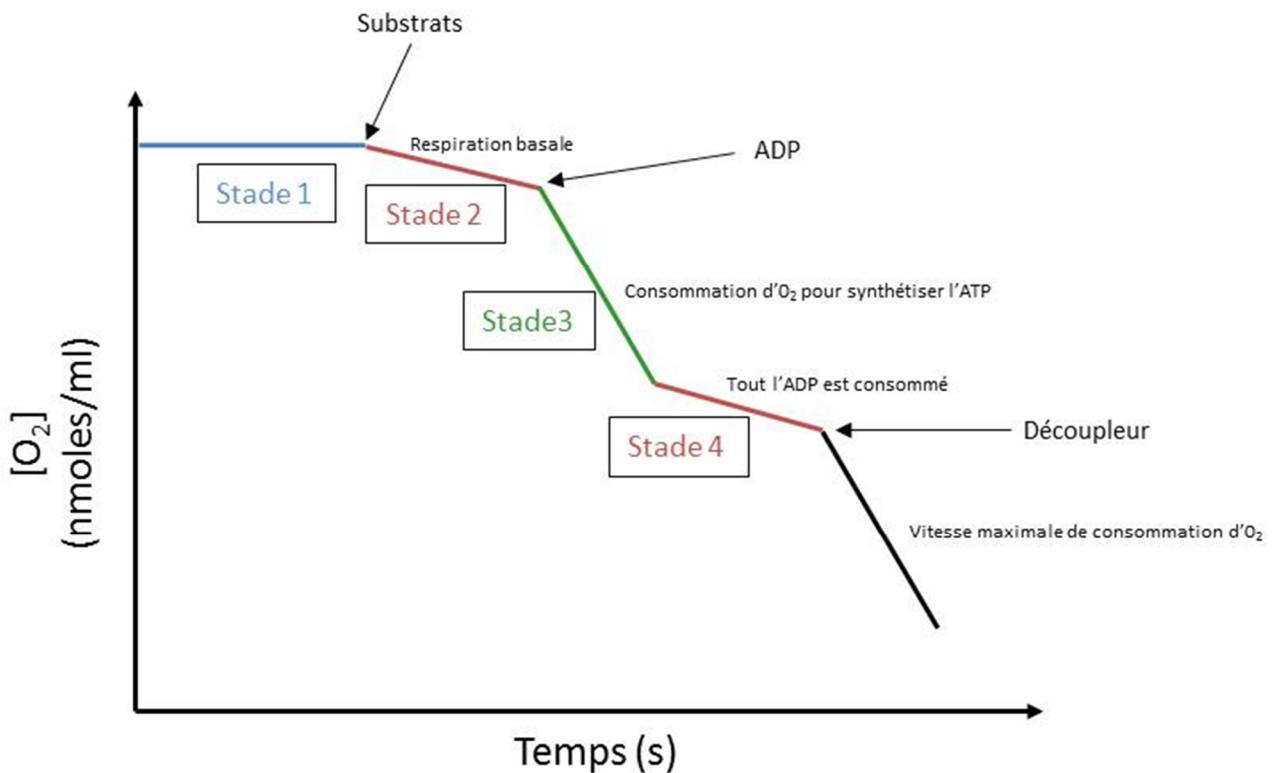 Substrats
Respiration basale
ADP
Stade 1
Stade 2
Consommation d'O₂ pour synthétiser l'ATP
Stade3
Tout l'ADP est consommé
[O₂]
(nmoles/ml)
Stade 4
Découpleur
Vitesse maximale de consommation d'O₂
Temps (s)